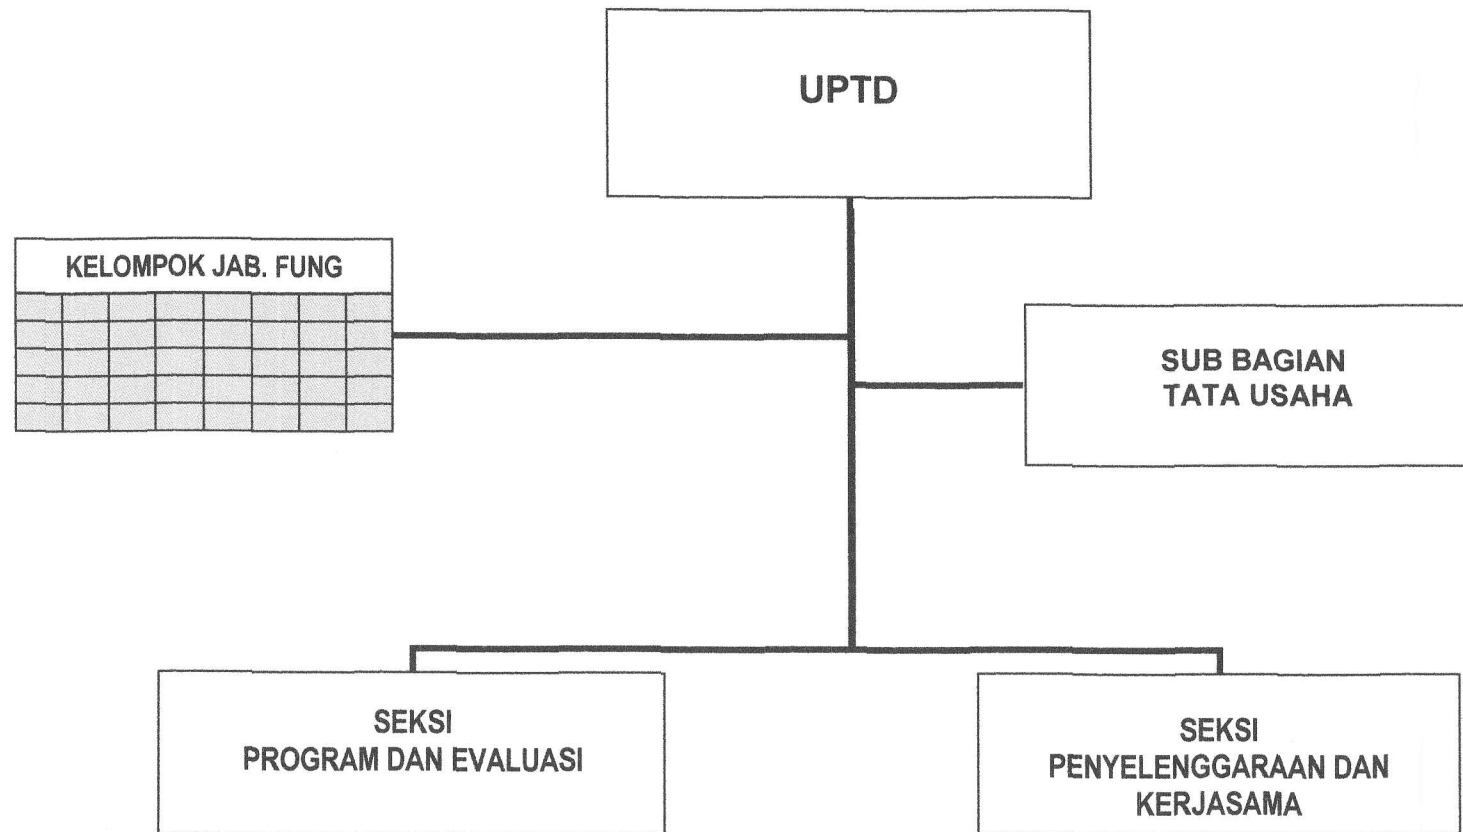 UPTD
KELOMPOK JAB. FUNG
SUB BAGIAN
TATA USAHA
SEKSI
PROGRAM DAN EVALUASI
SEKSI
PENYELENGGARAAN DAN
KERJASAMA